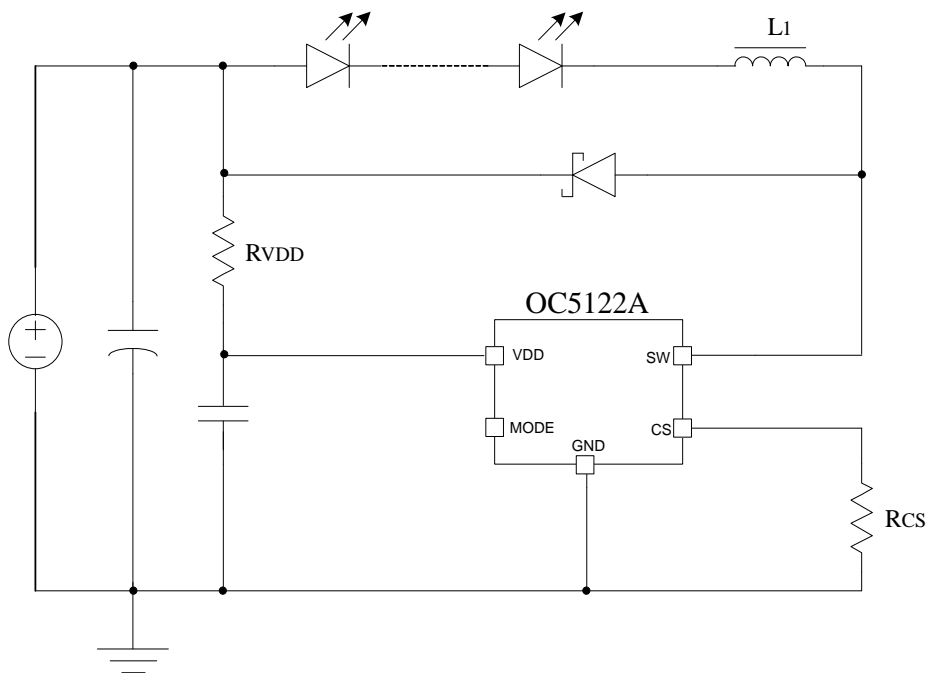 L1
RVDD
OC5122A
VDD
SW
MODE
CS
GND
RCS